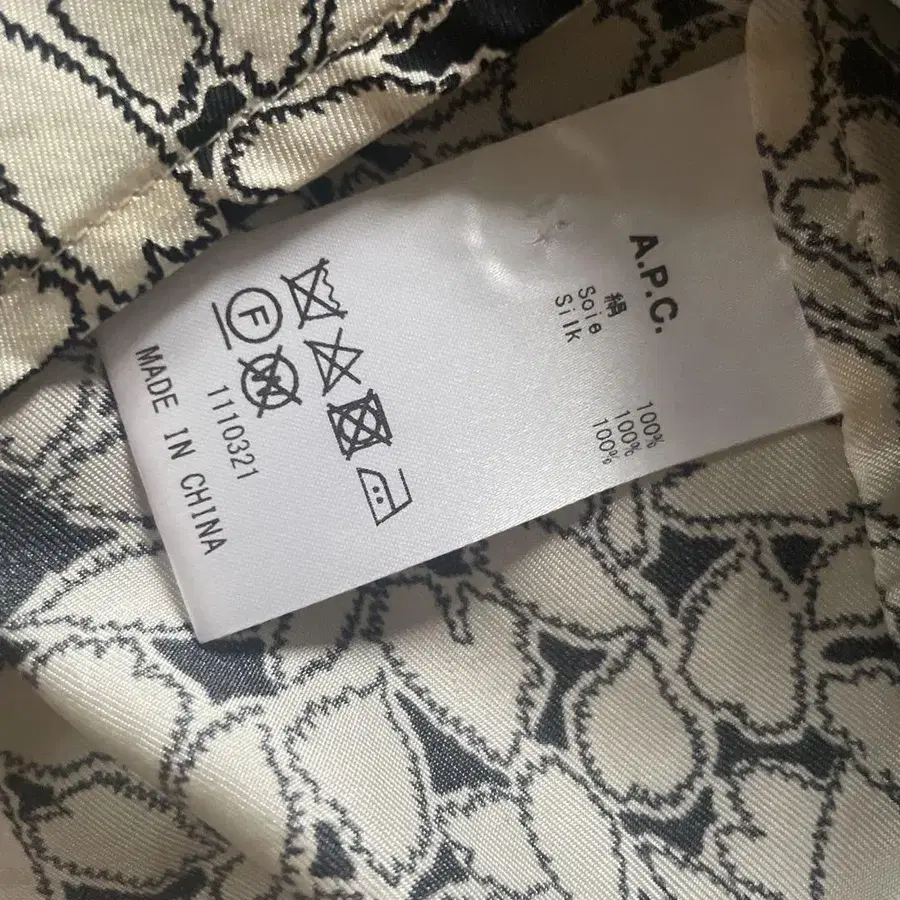 A.P.C.
絹 100%
Soie 100%
Silk 100%
F
W
1110321
MADE IN CHINA